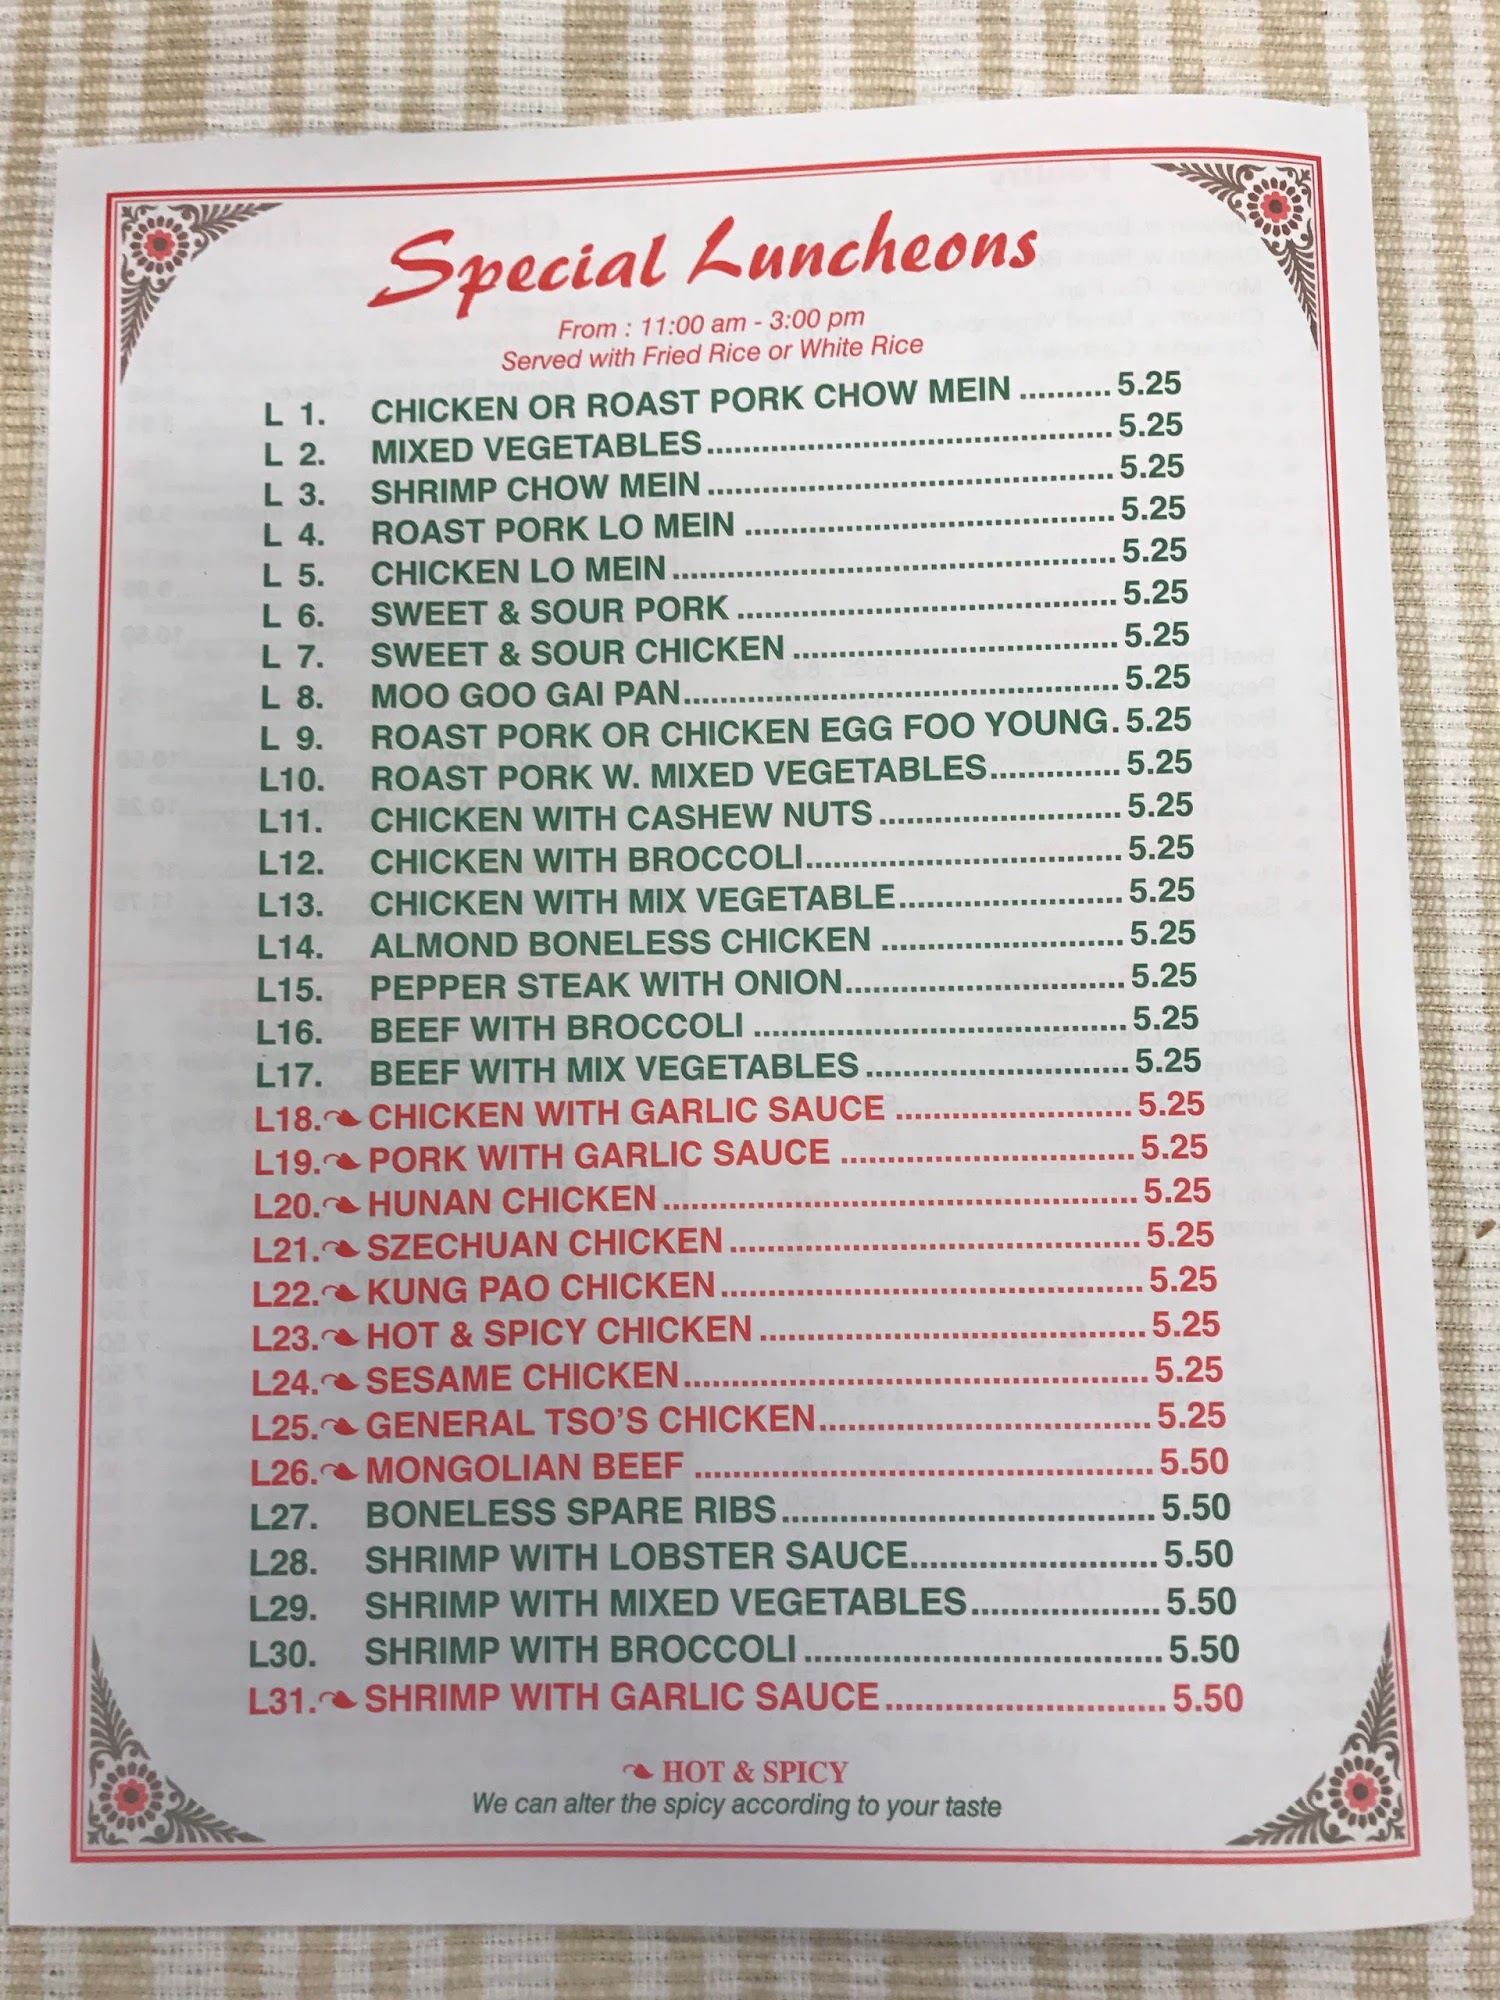 Special Luncheons
From : 11:00 am - 3:00 pm
Served with Fried Rice or White Rice
L 1. CHICKEN OR ROAST PORK CHOW MEIN .......... 5.25
L 2. MIXED VEGETABLES ............................................ 5.25
L 3. SHRIMP CHOW MEIN ............................................ 5.25
L 4. ROAST PORK LO MEIN ........................................ 5.25
L 5. CHICKEN LO MEIN ................................................ 5.25
L 6. SWEET & SOUR PORK ......................................... 5.25
L 7. SWEET & SOUR CHICKEN ................................... 5.25
L 8. MOO GOO GAI PAN............................................... 5.25
L 9. ROAST PORK OR CHICKEN EGG FOO YOUNG. 5.25
L10. ROAST PORK W. MIXED VEGETABLES.............. 5.25
L11. CHICKEN WITH CASHEW NUTS .......................... 5.25
L12. CHICKEN WITH BROCCOLI................................... 5.25
L13. CHICKEN WITH MIX VEGETABLE........................ 5.25
L14. ALMOND BONELESS CHICKEN .......................... 5.25
L15. PEPPER STEAK WITH ONION.............................. 5.25
L16. BEEF WITH BROCCOLI ........................................ 5.25
L17. BEEF WITH MIX VEGETABLES ............................ 5.25
L18. CHICKEN WITH GARLIC SAUCE ......................... 5.25
L19. PORK WITH GARLIC SAUCE ............................... 5.25
L20. HUNAN CHICKEN.................................................. 5.25
L21. SZECHUAN CHICKEN ........................................... 5.25
L22. KUNG PAO CHICKEN ............................................ 5.25
L23. HOT & SPICY CHICKEN ........................................ 5.25
L24. SESAME CHICKEN................................................ 5.25
L25. GENERAL TSO'S CHICKEN.................................. 5.25
L26. MONGOLIAN BEEF ............................................... 5.50
L27. BONELESS SPARE RIBS ...................................... 5.50
L28. SHRIMP WITH LOBSTER SAUCE......................... 5.50
L29. SHRIMP WITH MIXED VEGETABLES................... 5.50
L30. SHRIMP WITH BROCCOLI .................................... 5.50
L31. SHRIMP WITH GARLIC SAUCE............................ 5.50
HOT & SPICY
We can alter the spicy according to your taste